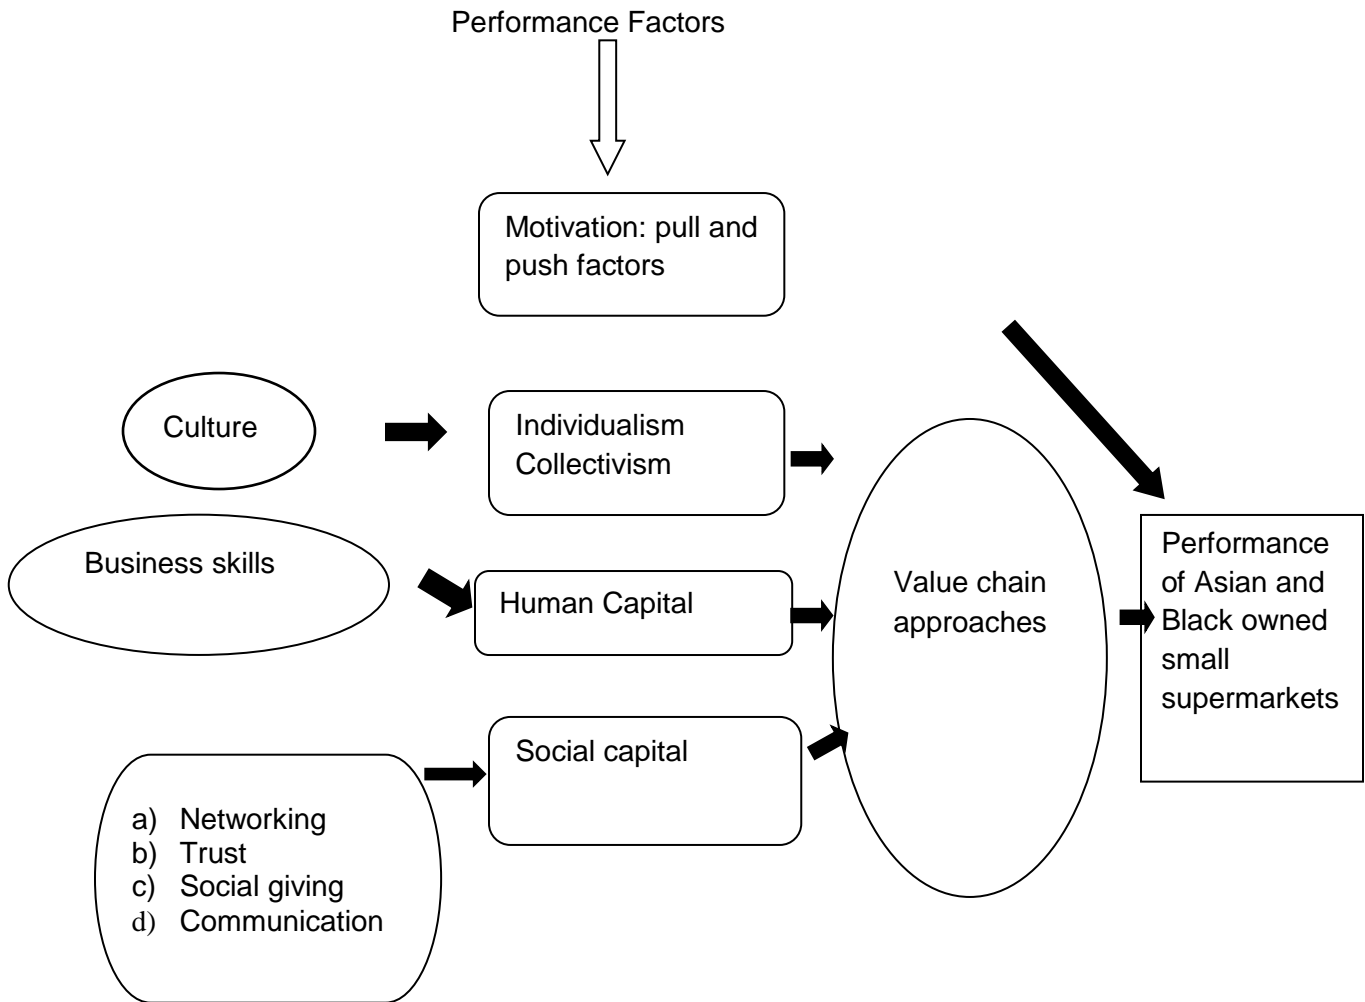 Performance Factors
Motivation: pull and
push factors
Culture
Individualism
Collectivism
Business skills
Human Capital
Value chain
approaches
Performance
of Asian and
Black owned
small
supermarkets
Social capital
a) Networking
b) Trust
c) Social giving
d) Communication